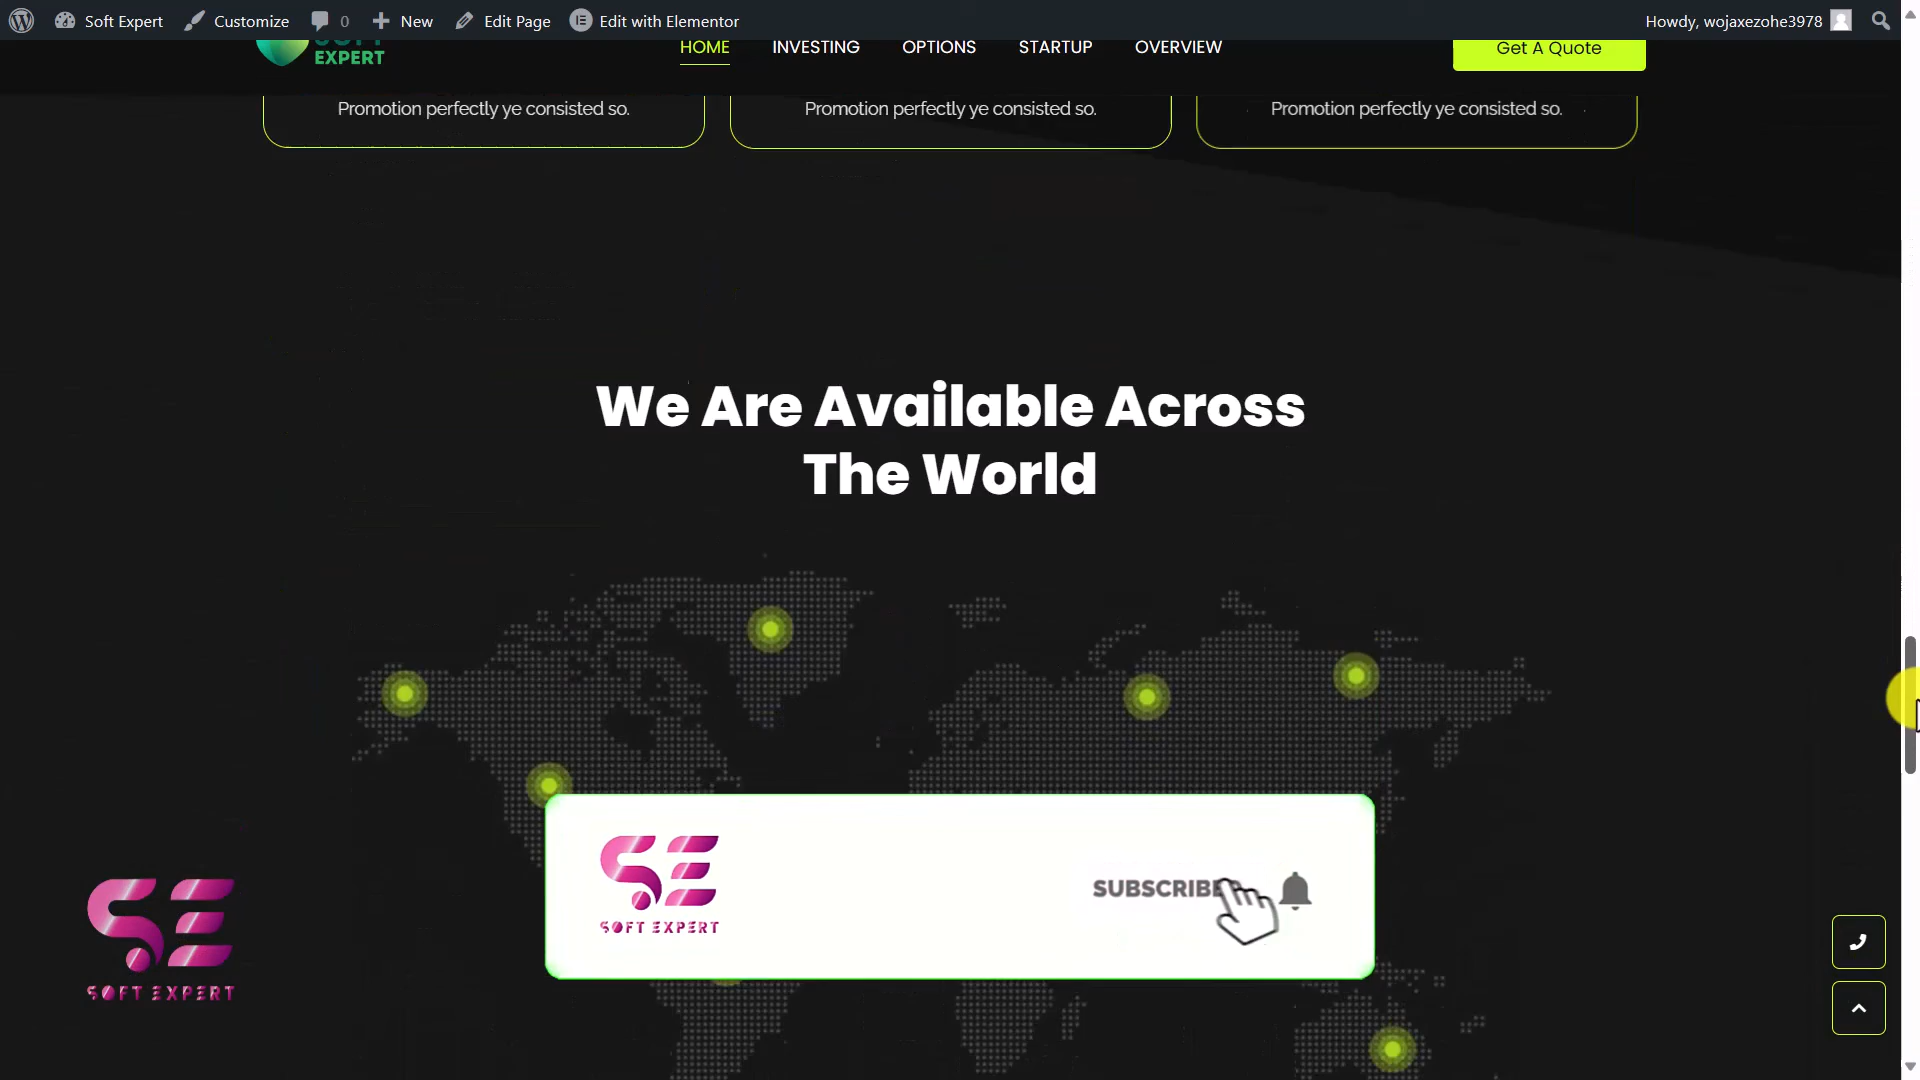 Soft Expert Customize 0 New Edit Page Edit with Elementor Howdy, wojaxezohe3978
EXPERT
HOME INVESTING OPTIONS STARTUP OVERVIEW Get A Quote
Promotion perfectly ye consisted so. Promotion perfectly ye consisted so. Promotion perfectly ye consisted so.
We Are Available Across
The World
SUBSCRIBE
SE
SOFT EXPERT
SE
SOFT EXPERT